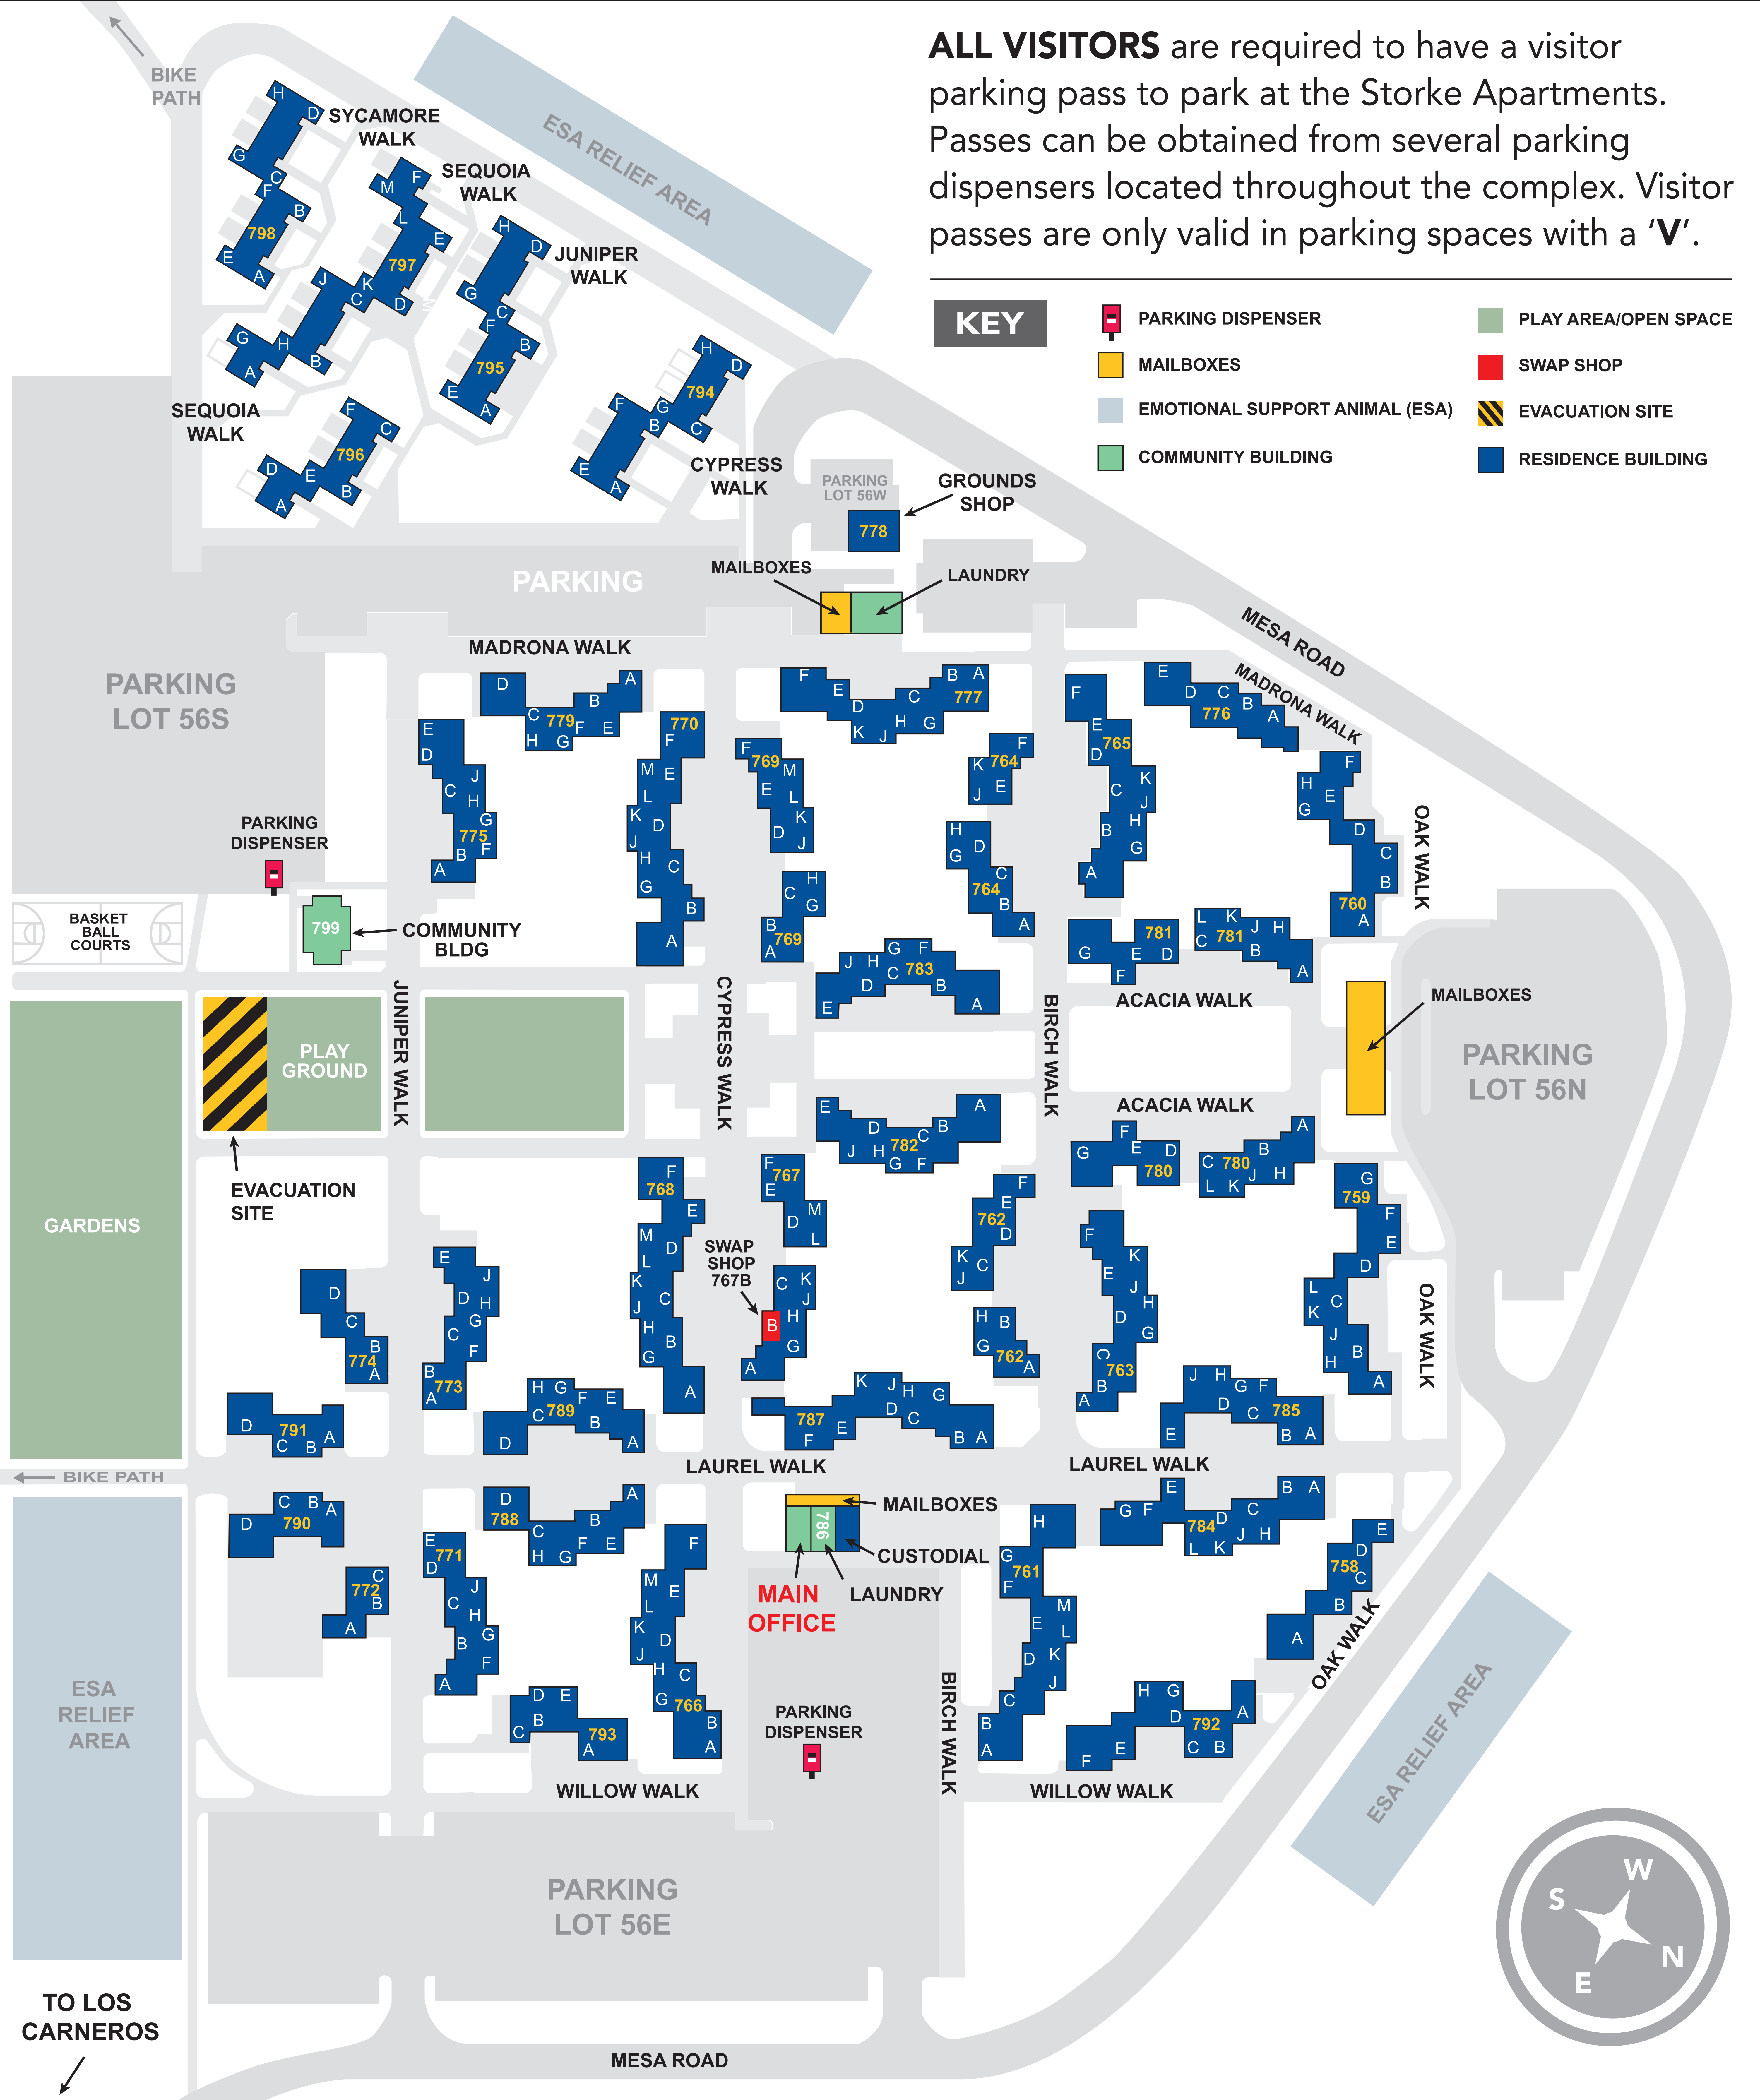 ALL VISITORS are required to have a visitor
parking pass to park at the Storke Apartments.
Passes can be obtained from several parking
dispensers located throughout the complex. Visitor
passes are only valid in parking spaces with a ‘V’.
KEY
PARKING DISPENSER
MAILBOXES
EMOTIONAL SUPPORT ANIMAL (ESA)
COMMUNITY BUILDING
PLAY AREA/OPEN SPACE
SWAP SHOP
EVACUATION SITE
RESIDENCE BUILDING
BIKE
PATH
ESA RELIEF AREA
SYCAMORE
WALK
SEQUOIA
WALK
JUNIPER
WALK
H
D
G
C
F
B
798
E
A
M
F
L
E
797
K
D
J
C
G
H
B
A
H
D
G
C
F
B
795
E
A
SEQUOIA
WALK
F
C
796
D
E
B
A
H
D
794
F
G
B
C
E
A
CYPRESS
WALK
PARKING
LOT 56W
GROUNDS
SHOP
778
MAILBOXES
LAUNDRY
PARKING
MADRONA WALK
MESA ROAD
MADRONA WALK
PARKING
LOT 56S
D
A
B
C
779
F
E
H
G
E
D
J
C
H
G
775
B
F
A
770
F
M
E
L
K
D
J
H
C
G
B
A
F
E
D
C
B
A
777
K
J
H
G
F
769
M
E
L
K
D
J
H
C
G
B
769
A
F
K
764
E
J
H
D
G
C
764
B
A
F
E
765
D
K
C
J
H
B
G
A
E
D
C
B
776
A
F
H
E
G
D
C
B
760
A
OAK WALK
PARKING
DISPENSER
BASKET
BALL
COURTS
799
COMMUNITY
BLDG
G
F
J
H
C
783
D
B
E
A
G
781
E
D
F
L
K
J
H
C
781
B
A
ACACIA WALK
MAILBOXES
PARKING
LOT 56N
PLAY
GROUND
JUNIPER WALK
CYPRESS WALK
BIRCH WALK
ACACIA WALK
EVACUATION
SITE
GARDENS
E
A
D
C
B
J
H
782
G
F
F
G
E
D
780
A
B
C
780
J
H
L
K
G
759
F
E
D
L
C
K
J
B
H
A
OAK WALK
F
768
E
M
D
L
K
C
J
H
B
G
A
F
767
E
M
D
L
SWAP
SHOP
767B
C
K
J
B
H
G
A
F
E
762
D
K
C
J
H
B
G
762
A
F
K
E
J
H
D
G
C
763
B
A
D
C
B
774
A
E
J
D
H
G
C
F
B
773
A
D
791
A
C
B
H
G
F
E
C
789
B
D
A
K
J
H
G
D
787
E
C
F
B
A
J
H
G
F
D
C
785
E
B
A
BIKE PATH
LAUREL WALK
LAUREL WALK
C
B
A
D
790
C
772
B
A
D
788
A
B
C
F
E
H
G
E
771
D
J
C
H
G
B
F
A
F
M
E
L
K
D
J
H
C
G
766
B
A
MAILBOXES
786
CUSTODIAL
LAUNDRY
MAIN
OFFICE
H
G
761
F
M
E
L
D
K
J
C
B
A
E
B
A
G
F
784
D
C
J
H
L
K
E
D
758
C
B
A
OAK WALK
ESA RELIEF AREA
ESA
RELIEF
AREA
D
E
B
C
793
A
WILLOW WALK
PARKING
DISPENSER
BIRCH WALK
H
G
D
A
792
E
C
B
F
WILLOW WALK
PARKING
LOT 56E
W
S
N
E
TO LOS
CARNEROS
MESA ROAD